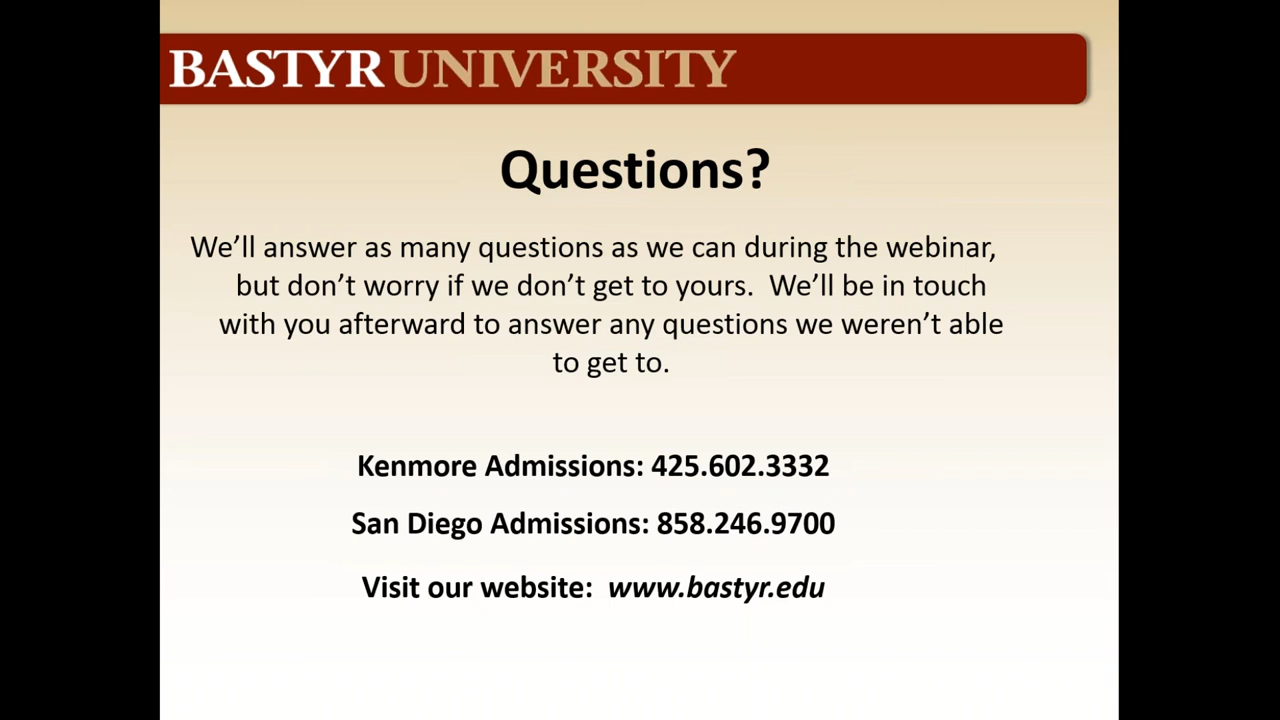 BASTYR UNIVERSITY
Questions?
We’ll answer as many questions as we can during the webinar,
but don’t worry if we don’t get to yours.  We’ll be in touch
with you afterward to answer any questions we weren’t able
to get to.
Kenmore Admissions: 425.602.3332
San Diego Admissions: 858.246.9700
Visit our website:  www.bastyr.edu